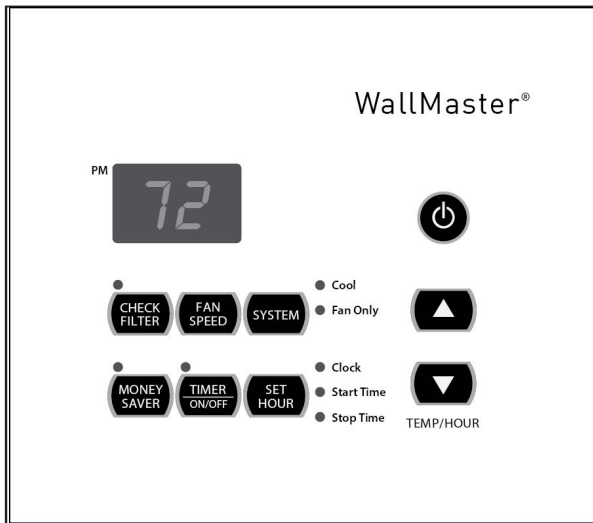 WallMaster®
PM
72
CHECK
FILTER
FAN
SPEED
SYSTEM
Cool
Fan Only
MONEY
SAVER
TIMER
ON/OFF
SET
HOUR
Clock
Start Time
Stop Time
TEMP/HOUR